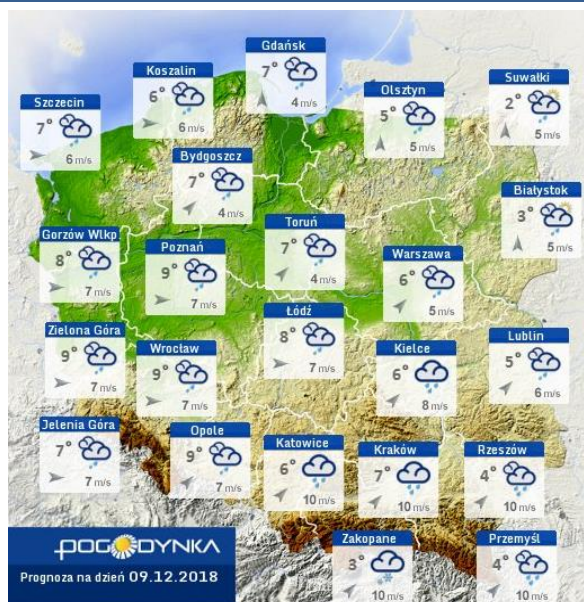 Gdańsk
7°
4 m/s
Koszalin
6°
6 m/s
Suwałki
2°
5 m/s
Olsztyn
5°
5 m/s
Szczecin
7°
6 m/s
Bydgoszcz
7°
4 m/s
Białystok
3°
5 m/s
Toruń
7°
4 m/s
Gorzów Wlkp
8°
7 m/s
Poznań
9°
7 m/s
Warszawa
6°
5 m/s
Łódź
8°
7 m/s
Zielona Góra
9°
7 m/s
Wrocław
9°
7 m/s
Kielce
6°
8 m/s
Lublin
5°
6 m/s
Jelenia Góra
7°
7 m/s
Opole
9°
7 m/s
Katowice
6°
10 m/s
Kraków
7°
10 m/s
Rzeszów
4°
10 m/s
Zakopane
3°
10 m/s
Przemyśl
4°
10 m/s
POGODYNKA
Prognoza na dzień 09.12.2018